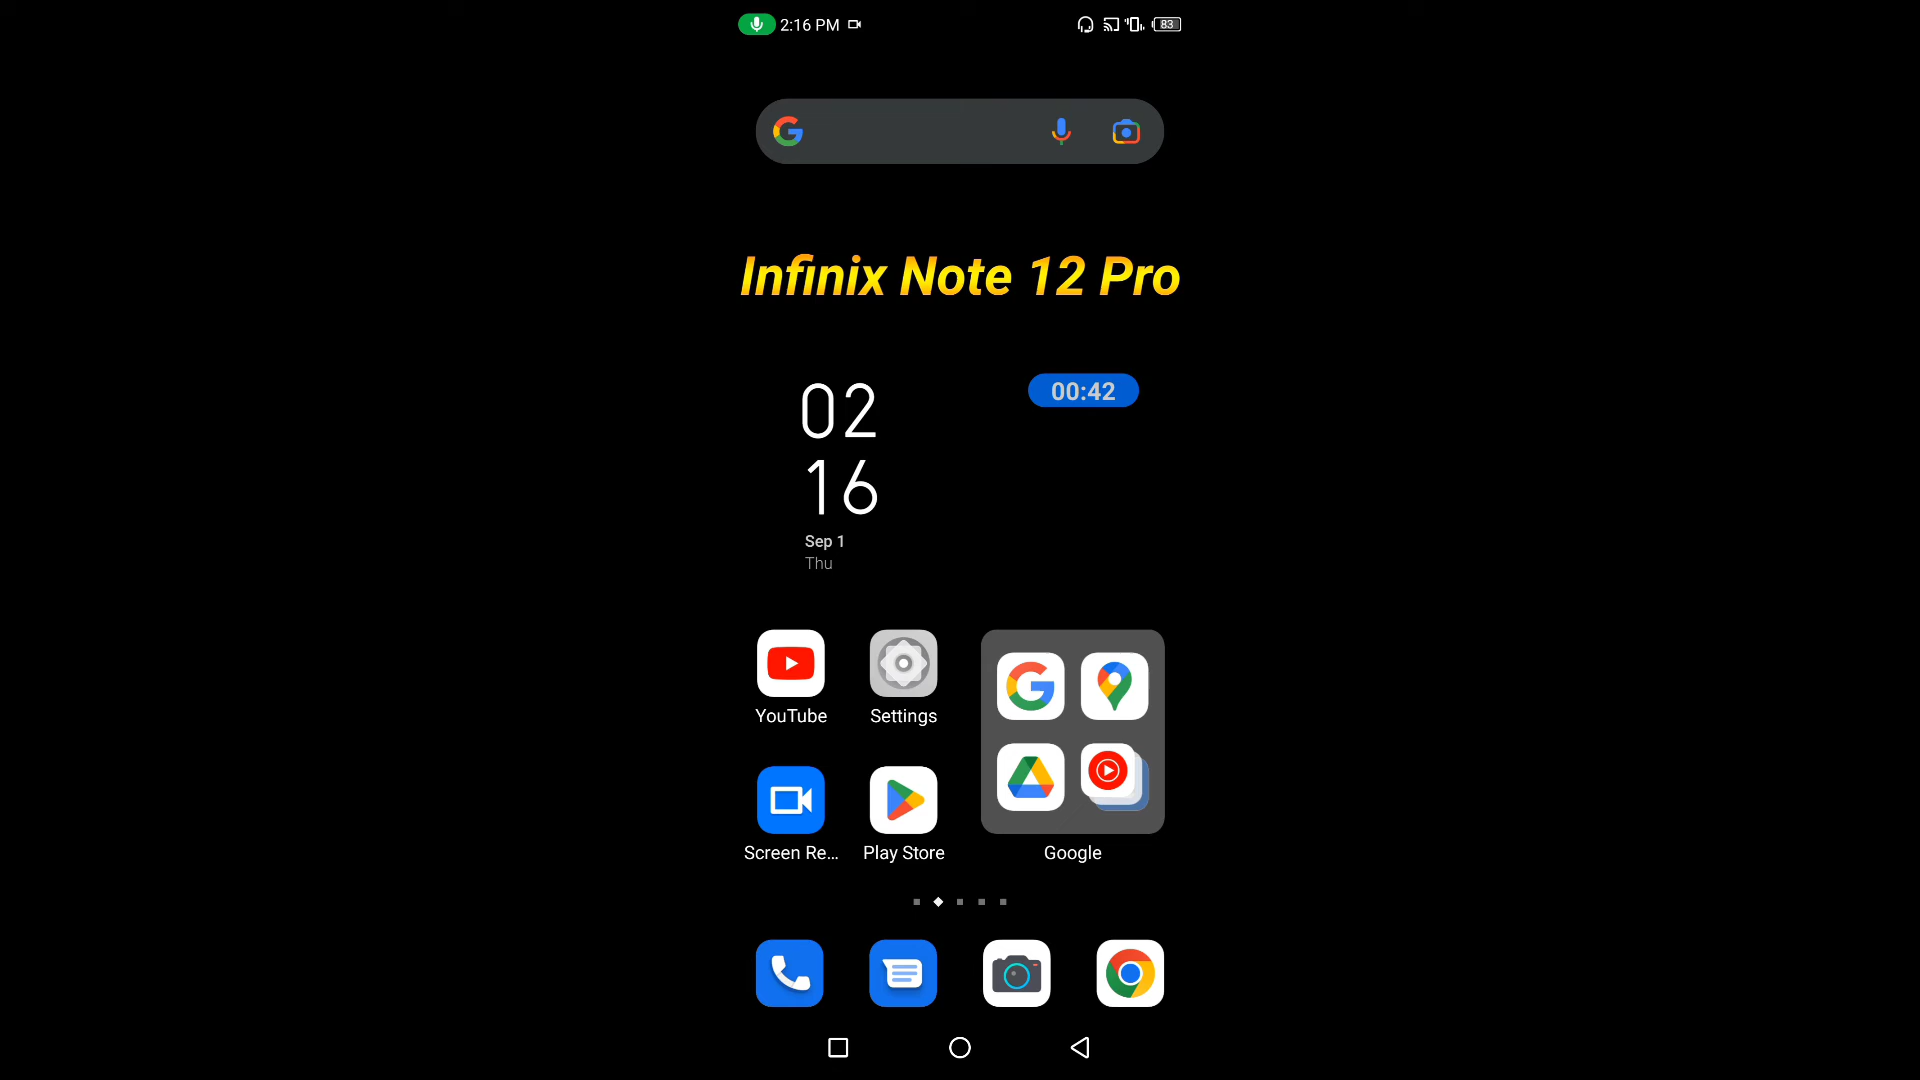 2:16 PM
83
Infinix Note 12 Pro
02
16
00:42
Sep 1
Thu
YouTube
Settings
Screen Re...
Play Store
Google